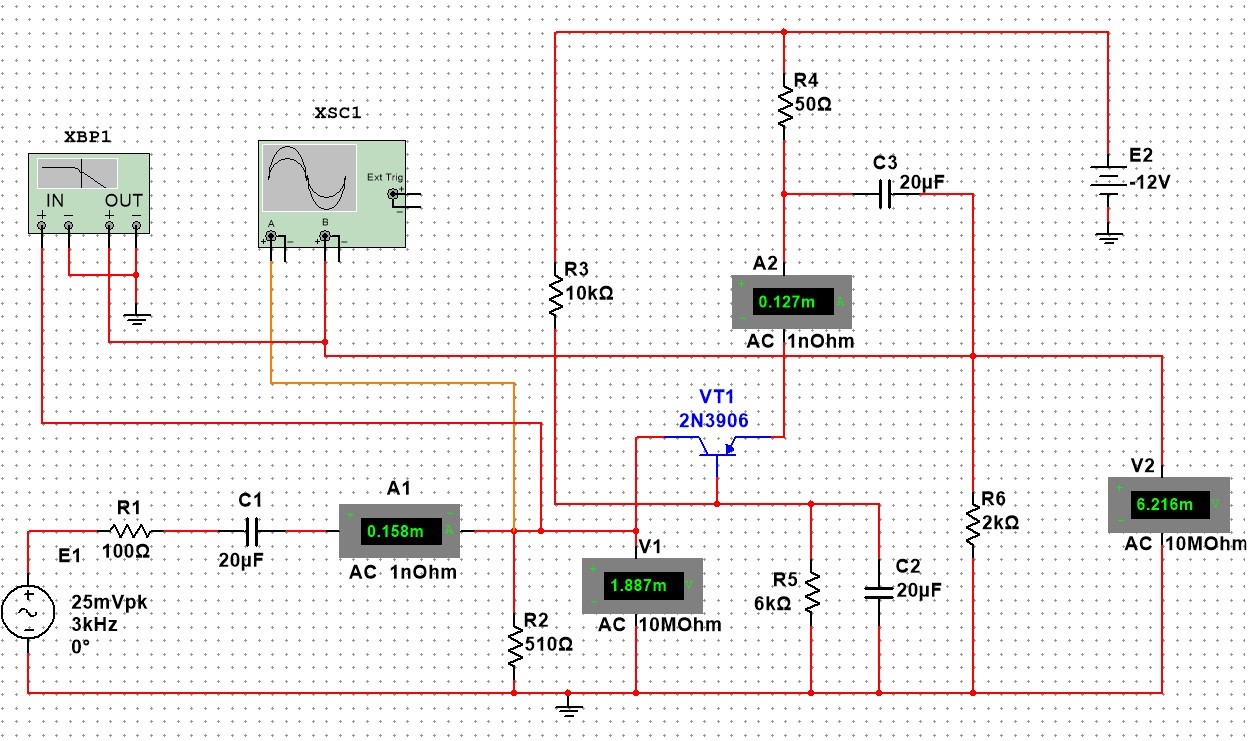 XBP1
IN OUT
+ − + −
XSC1
Ext Trig
+
−
A B
+ − + −
R4
50Ω
C3
20µF
E2
-12V
R3
10kΩ
A2
+
0.127m A
−
AC 1nOhm
VT1
2N3906
R1
100Ω
C1
20µF
A1
+ −
0.158m A
AC 1nOhm
E1
+
−
25mVpk
3kHz
0°
R2
510Ω
V1
+
1.887m V
−
AC 10MOhm
R5
6kΩ
C2
20µF
R6
2kΩ
V2
+
6.216m V
−
AC 10MOhm